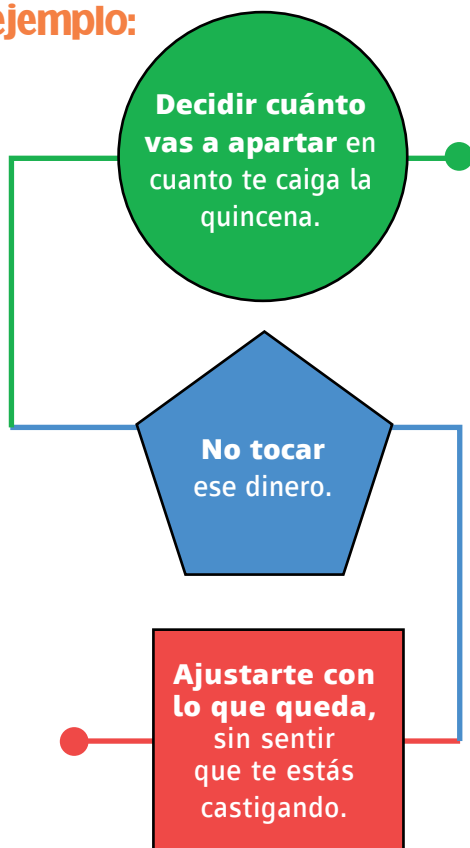 ejemplo:
Decidir cuánto
vas a apartar en
cuanto te caiga la
quincena.
No tocar
ese dinero.
Ajustarte con
lo que queda,
sin sentir
que te estás
castigando.